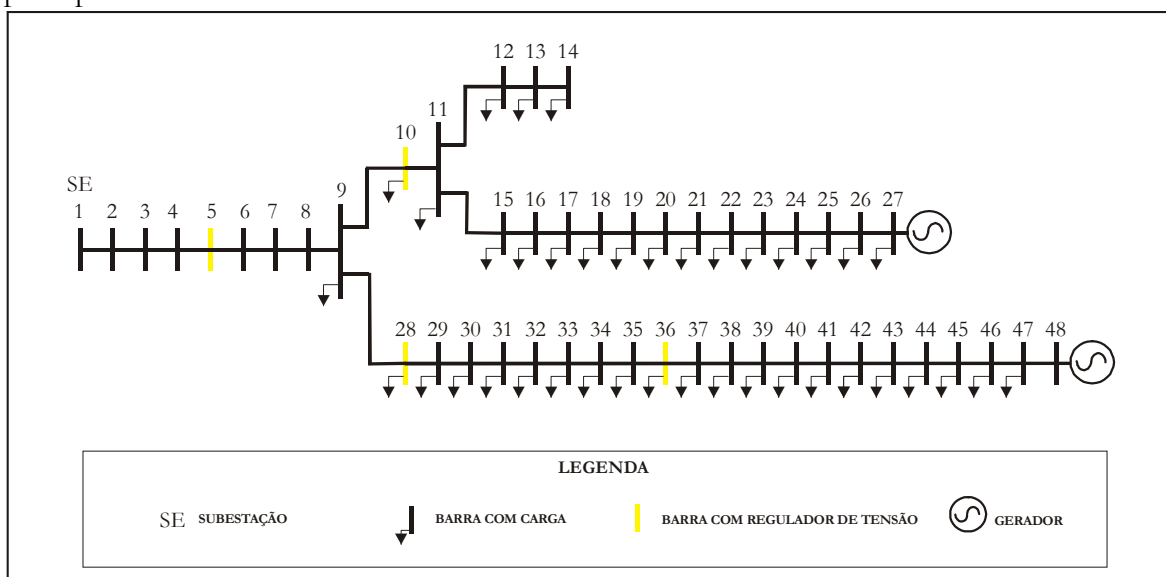 12 13 14
11
10
SE
9
1 2 3 4 5 6 7 8
15 16 17 18 19 20 21 22 23 24 25 26 27
28 29 30 31 32 33 34 35 36 37 38 39 40 41 42 43 44 45 46 47 48
LEGENDA
SE SUBESTAÇÃO BARRA COM CARGA BARRA COM REGULADOR DE TENSÃO GERADOR